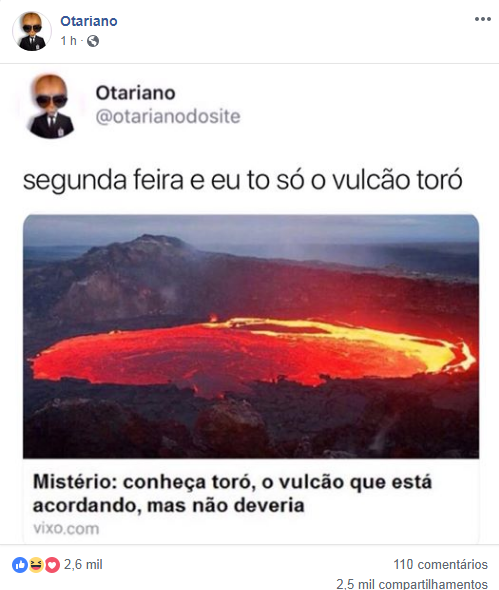 Otariano
1 h ·
Otariano
@otarianodosite
segunda feira e eu to só o vulcão toró
Mistério: conheça toró, o vulcão que está
acordando, mas não deveria
vixo.com
2,6 mil
110 comentários
2,5 mil compartilhamentos